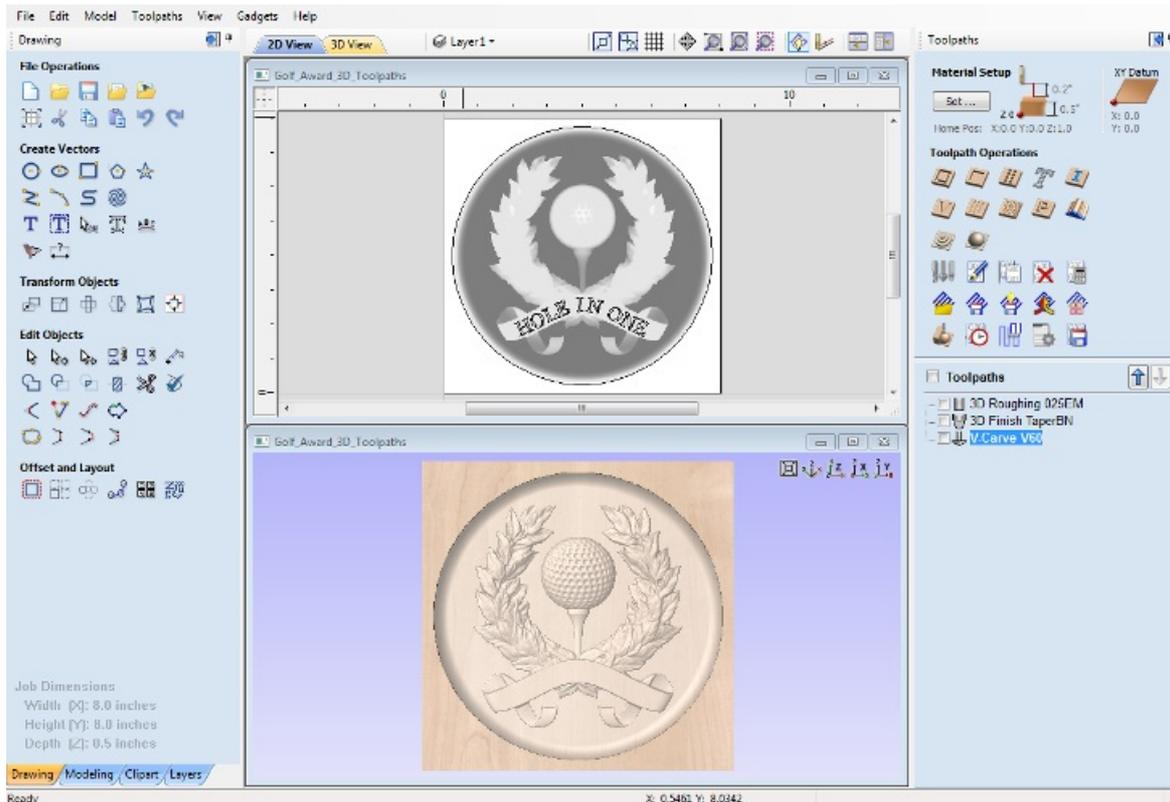 File Edit Model Toolpaths View Gadgets Help
Drawing
File Operations
Create Vectors
Transform Objects
Edit Objects
Offset and Layout
Job Dimensions
Width (X): 8.0 inches
Height (Y): 8.0 inches
Depth (Z): 0.5 inches
Drawing Modeling Clipart Layers
Ready
2D View 3D View Layer1
Golf_Award_3D_Toolpaths
0 10
HOLE IN ONE
Golf_Award_3D_Toolpaths
X: 0.5461 Y: 8.0342
Toolpaths
Material Setup
XY Datum
Set ...
0.2"
0.5"
Z 0
X: 0.0
Y: 0.0
Home Pos: X:0.0 Y:0.0 Z:1.0
Toolpath Operations
Toolpaths
3D Roughing 025EM
3D Finish TaperBN
V.Carve V60